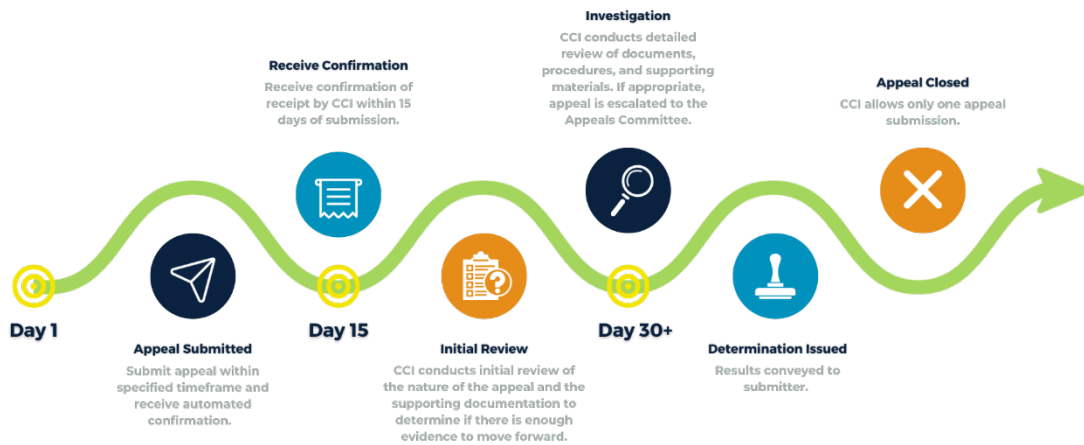 Investigation
CCI conducts detailed
review of documents,
procedures, and supporting
materials. If appropriate,
appeal is escalated to the
Appeals Committee.
Receive Confirmation
Receive confirmation of
receipt by CCI within 15
days of submission.
Appeal Closed
CCI allows only one appeal
submission.
?
Day 1
Day 15
Day 30+
Appeal Submitted
Submit appeal within
specified timeframe and
receive automated
confirmation.
Initial Review
CCI conducts initial review of
the nature of the appeal and the
supporting documentation to
determine if there is enough
evidence to move forward.
Determination Issued
Results conveyed to
submitter.